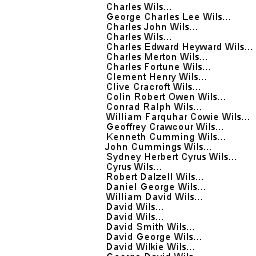 Charles Wils...
George Charles Lee Wils...
Charles John Wils...
Charles Wils...
Charles Edward Heyward Wils...
Charles Merton Wils...
Charles Fortune Wils...
Clement Henry Wils...
Clive Cracroft Wils...
Colin Robert Owen Wils...
Conrad Ralph Wils...
William Farquhar Cowie Wils...
Geoffrey Crawcour Wils...
Kenneth Cumming Wils...
John Cummings Wils...
Sydney Herbert Cyrus Wils...
Cyrus Wils...
Robert Dalzell Wils...
Daniel George Wils...
William David Wils...
David Wils...
David Wils...
David Smith Wils...
David George Wils...
David Wilkie Wils...
George David Wils...